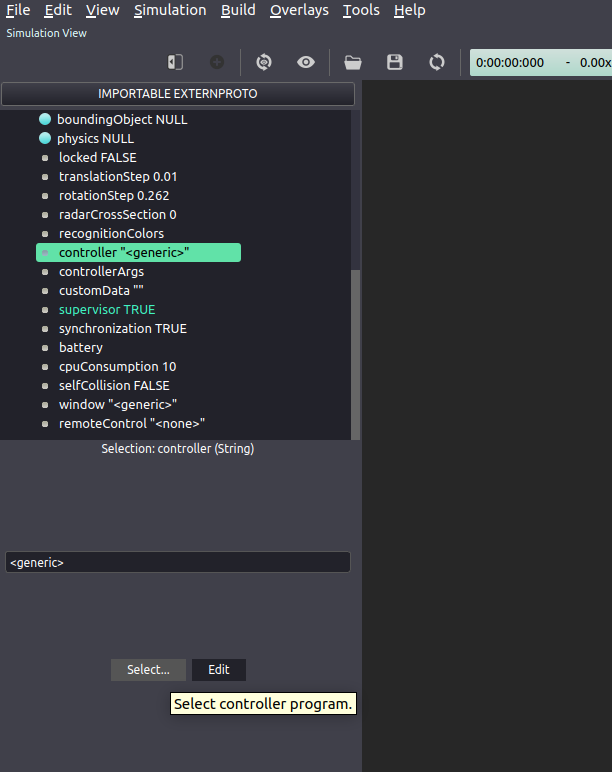 File Edit View Simulation Build Overlays Tools Help
Simulation View
0:00:00:000 - 0.00x
IMPORTABLE EXTERNPROTO
boundingObject NULL
physics NULL
locked FALSE
translationStep 0.01
rotationStep 0.262
radarCrossSection 0
recognitionColors
controller "<generic>"
controllerArgs
customData ""
supervisor TRUE
synchronization TRUE
battery
cpuConsumption 10
selfCollision FALSE
window "<generic>"
remoteControl "<none>"
Selection: controller (String)
<generic>
Select... Edit
Select controller program.